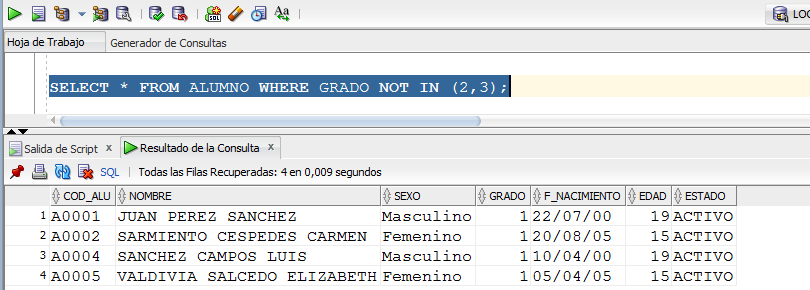 SQL
Aa
LOC
Hoja de Trabajo Generador de Consultas
SELECT * FROM ALUMNO WHERE GRADO NOT IN (2,3);
Salida de Script x Resultado de la Consulta x
SQL | Todas las Filas Recuperadas: 4 en 0,009 segundos
COD_ALU NOMBRE SEXO GRADO F_NACIMIENTO EDAD ESTADO
1 A0001 JUAN PEREZ SANCHEZ Masculino 1 22/07/00 19 ACTIVO
2 A0002 SARMIENTO CESPEDES CARMEN Femenino 1 20/08/05 15 ACTIVO
3 A0004 SANCHEZ CAMPOS LUIS Masculino 1 10/04/00 19 ACTIVO
4 A0005 VALDIVIA SALCEDO ELIZABETH Femenino 1 05/04/05 15 ACTIVO